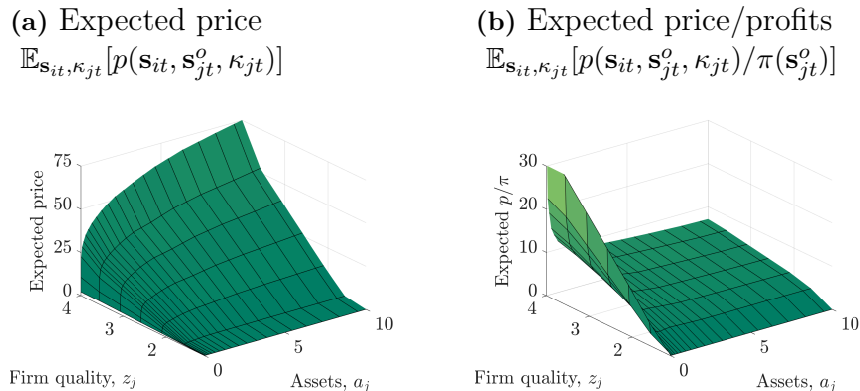 (a) Expected price
𝔼_{s_{it},κ_{jt}}[p(s_{it}, s^o_{jt}, κ_{jt})]
75
50
25
0
Expected price
4
3
2
0
5
10
Firm quality, z_j
Assets, a_j
(b) Expected price/profits
𝔼_{s_{it},κ_{jt}}[p(s_{it}, s^o_{jt}, κ_{jt})/π(s^o_{jt})]
30
20
10
0
Expected p/π
4
3
2
0
5
10
Firm quality, z_j
Assets, a_j